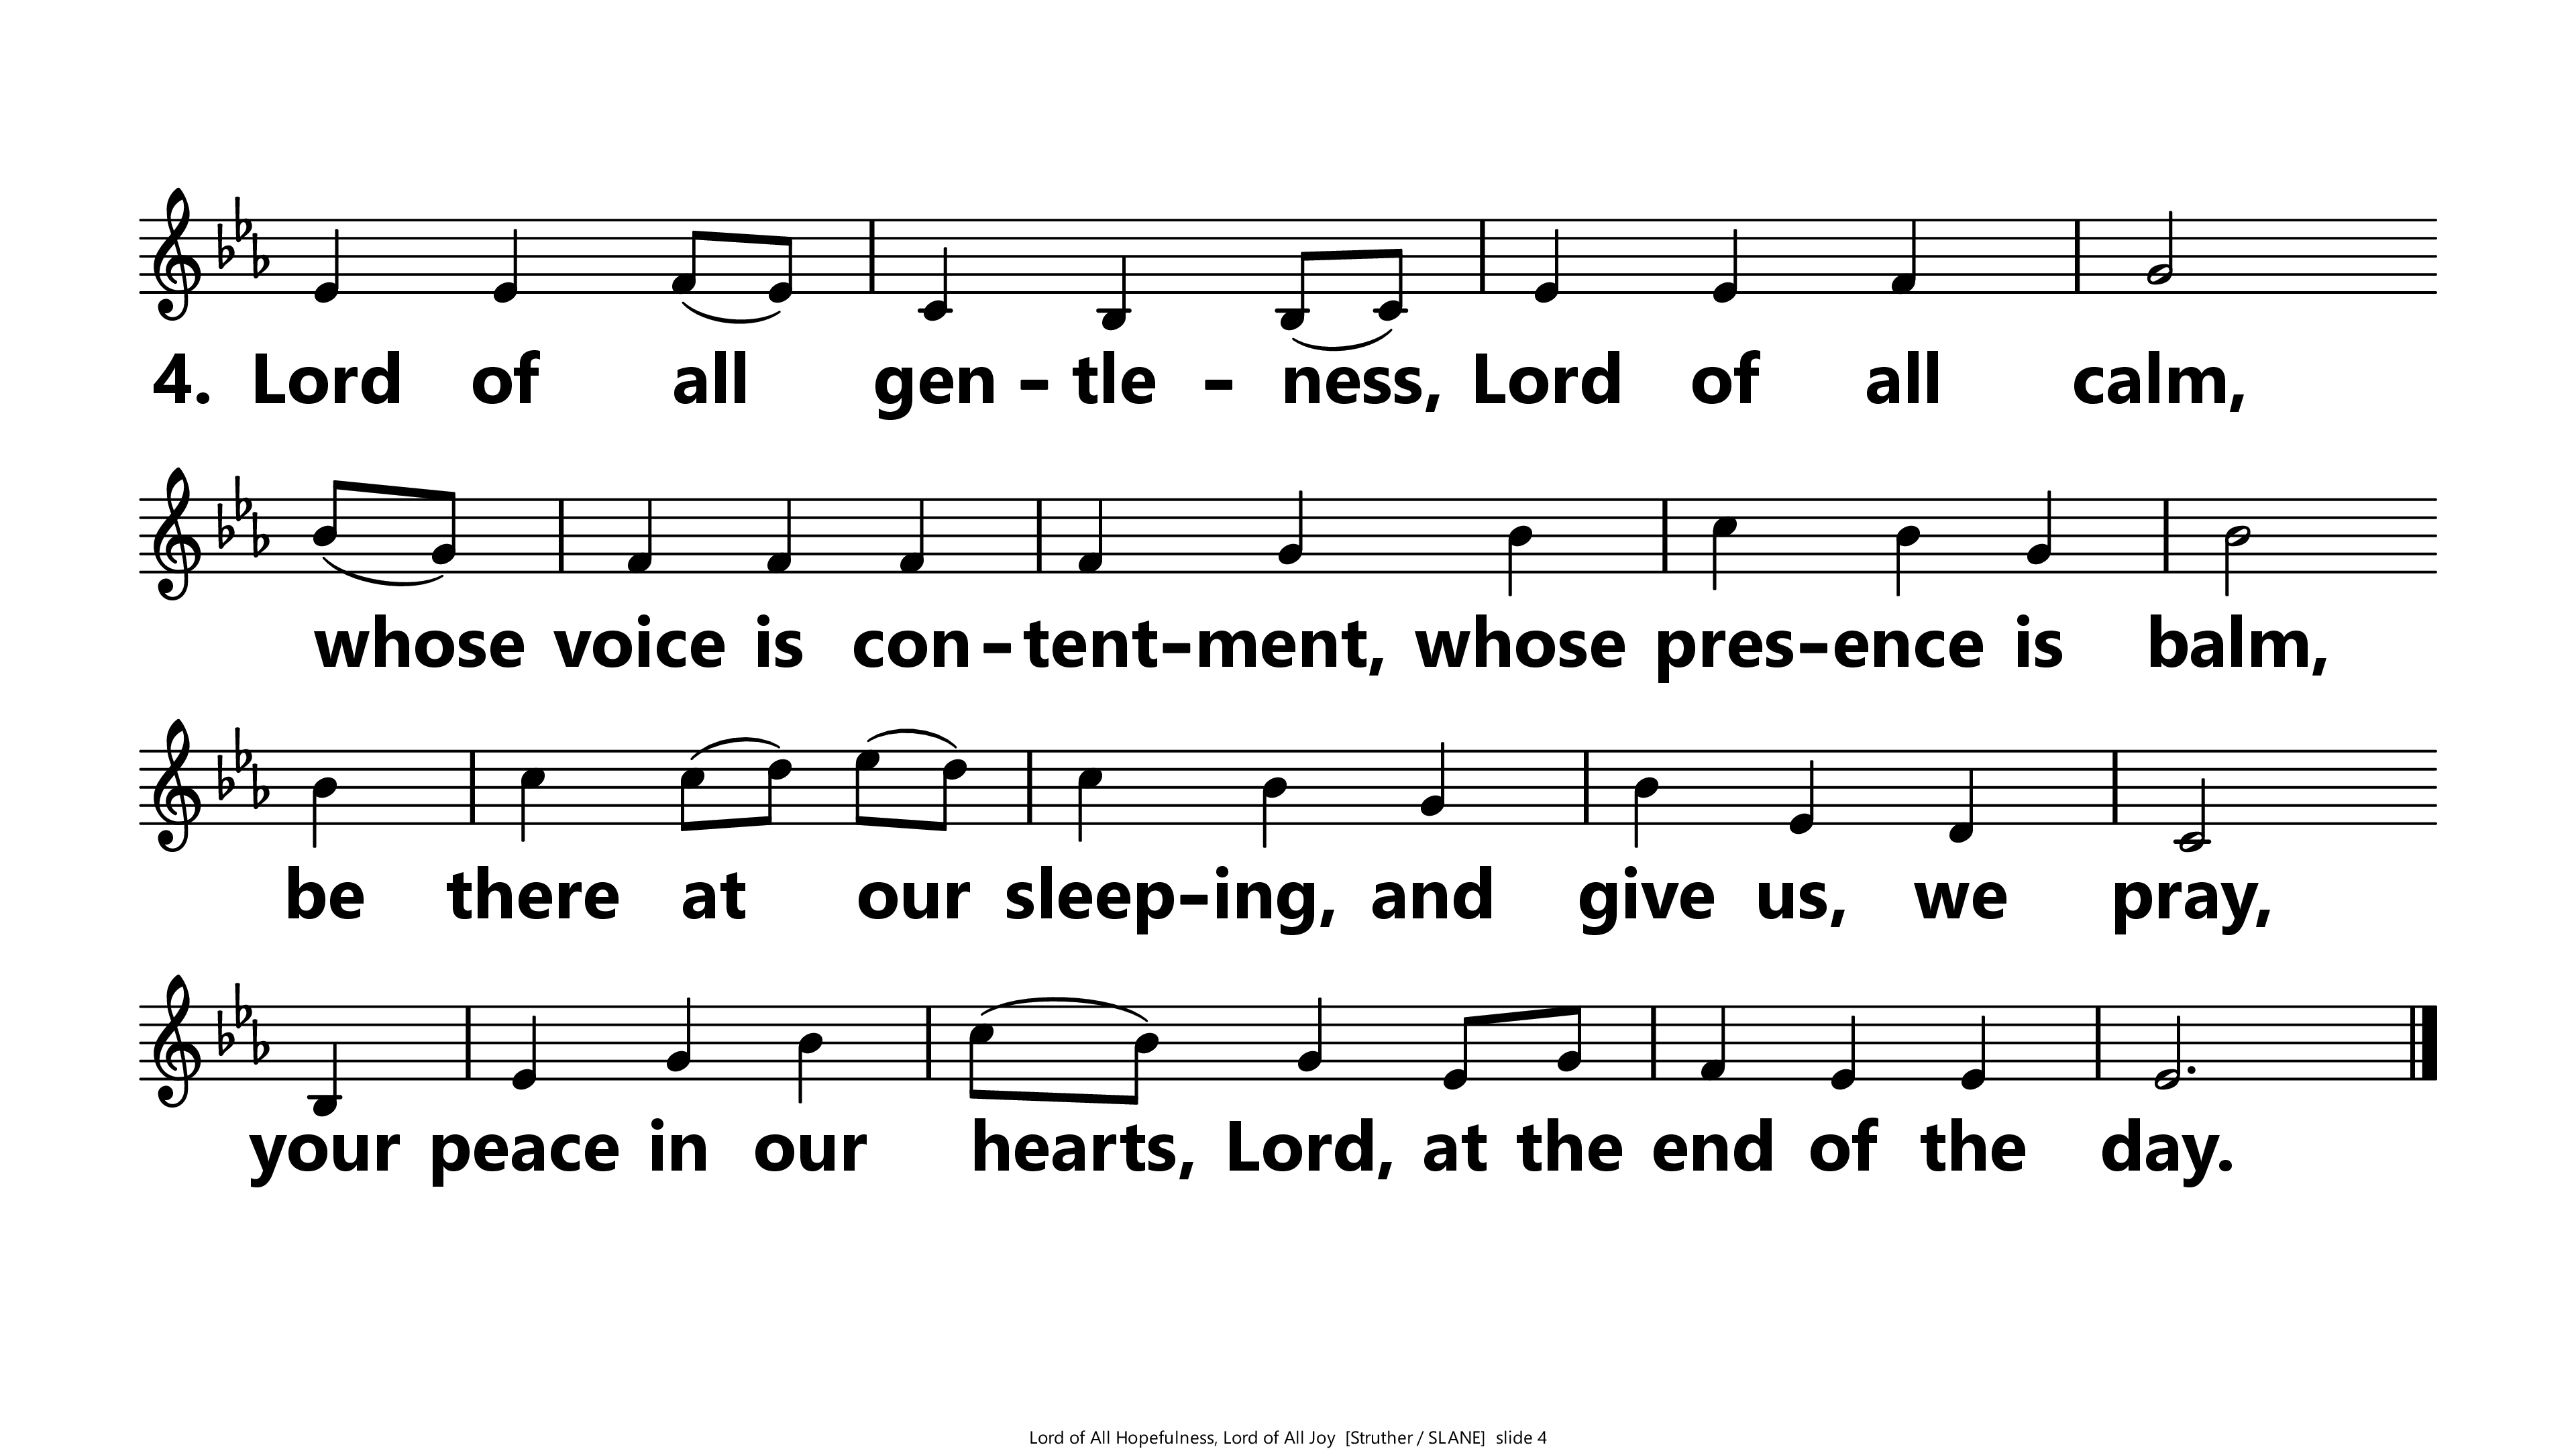 4. Lord of all gen - tle - ness, Lord of all calm,
whose voice is con - tent - ment, whose pres - ence is balm,
be there at our sleep - ing, and give us, we pray,
your peace in our hearts, Lord, at the end of the day.
Lord of All Hopefulness, Lord of All Joy [Struther / SLANE] slide 4